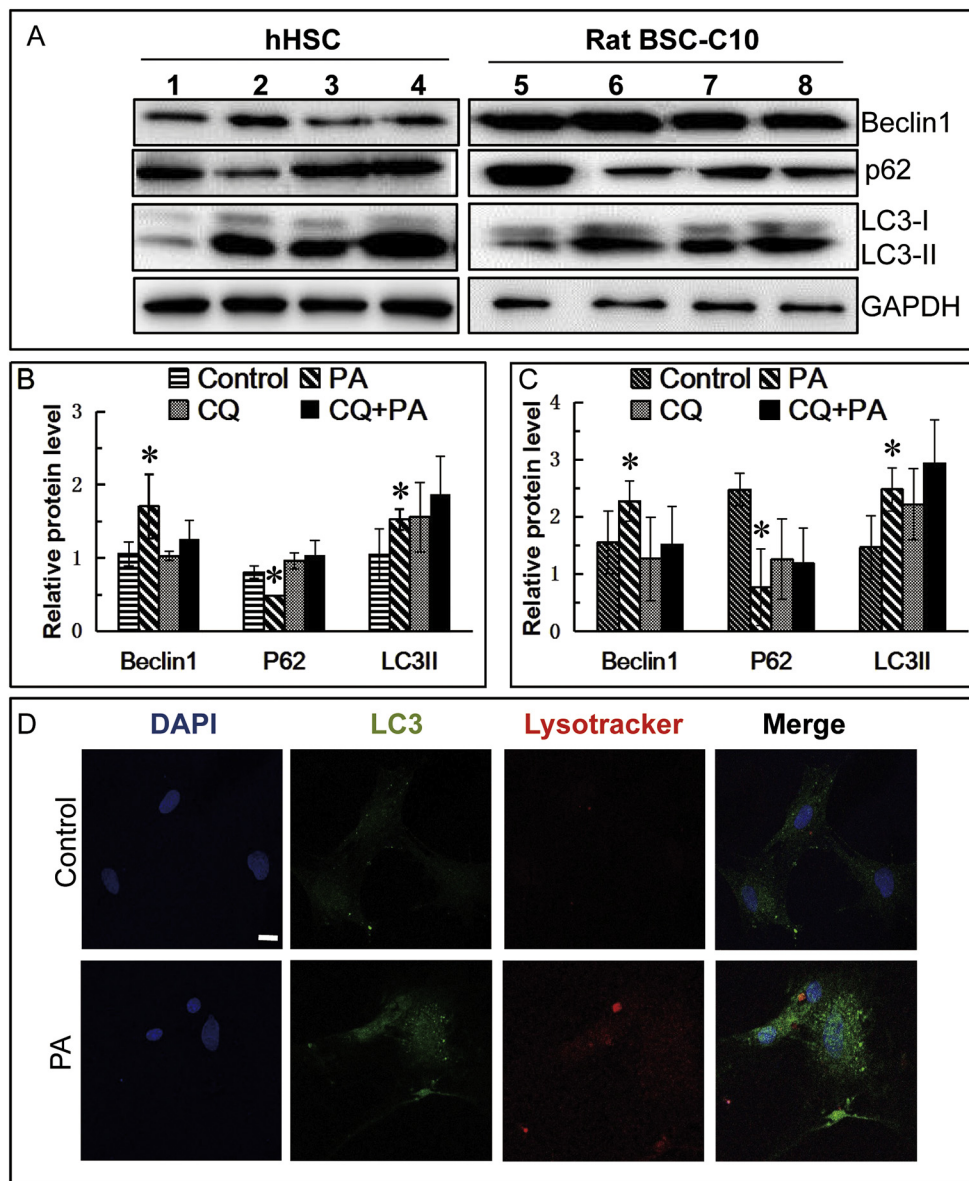 A
hHSC Rat BSC-C10
1 2 3 4 5 6 7 8
Beclin1
p62
LC3-I
LC3-II
GAPDH
B
Control PA
CQ CQ+PA
Relative protein level
3
2
1
0
* * *
Beclin1 P62 LC3II
C
Control PA
CQ CQ+PA
Relative protein level
4
3
2
1
0
* * *
Beclin1 P62 LC3II
D
DAPI LC3 Lysotracker Merge
Control
PA